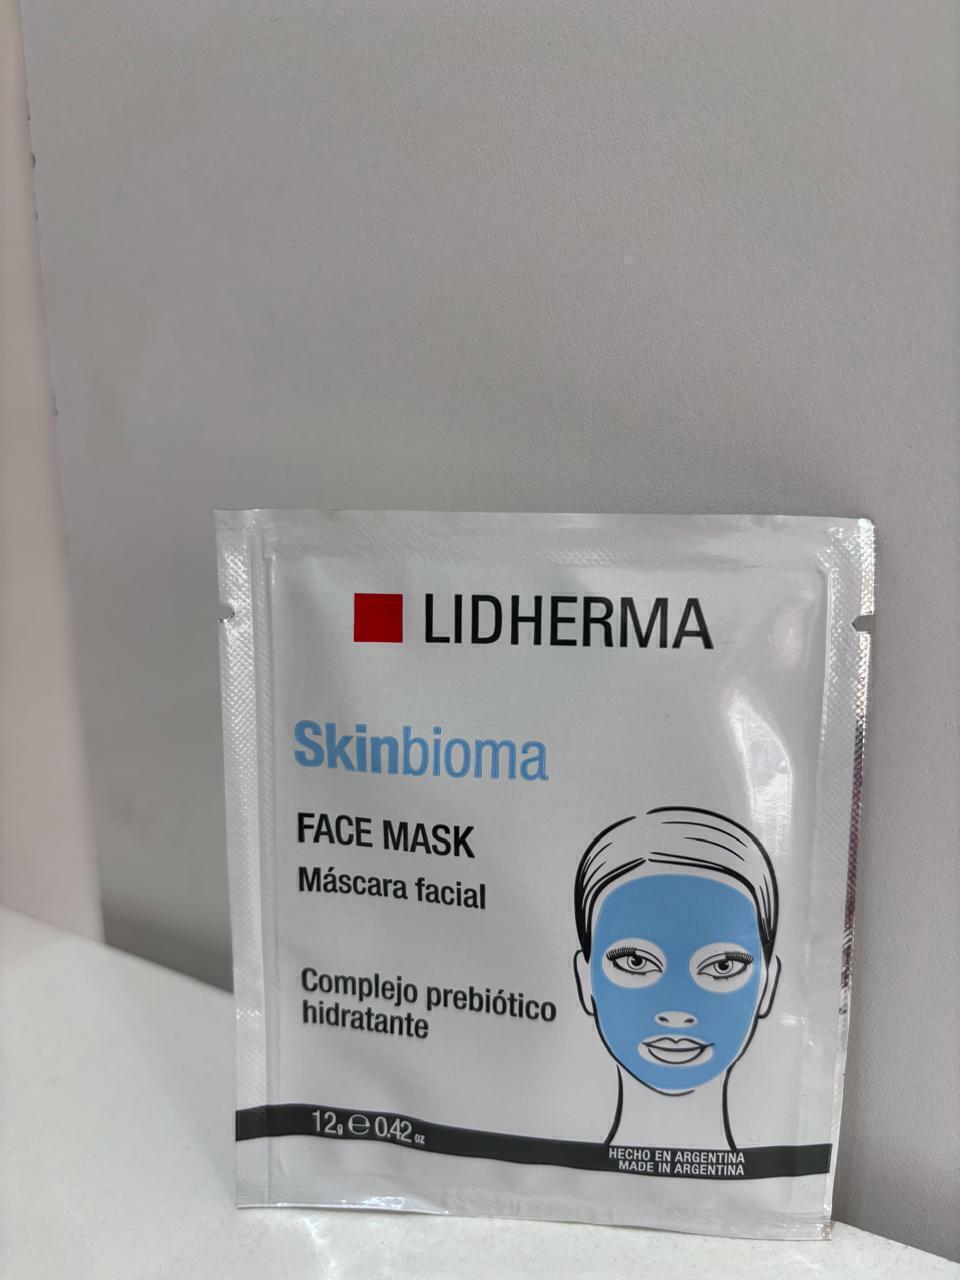 LIDHERMA
Skinbioma
FACE MASK
Máscara facial
Complejo prebiótico
hidratante
12g ℮ 0.42 oz
HECHO EN ARGENTINA
MADE IN ARGENTINA